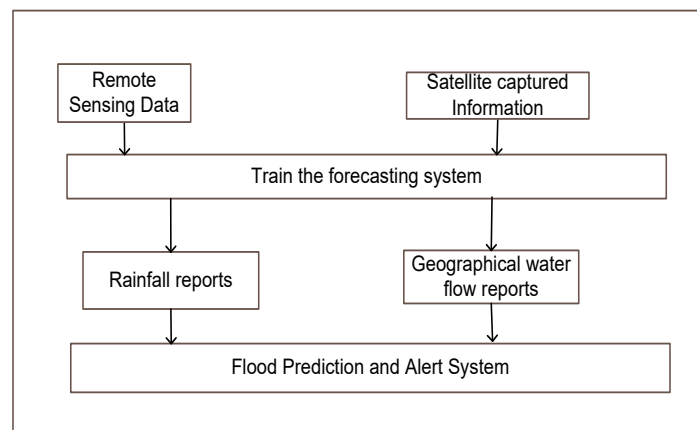 Remote
Sensing Data
Satellite captured
Information
Train the forecasting system
Rainfall reports
Geographical water
flow reports
Flood Prediction and Alert System